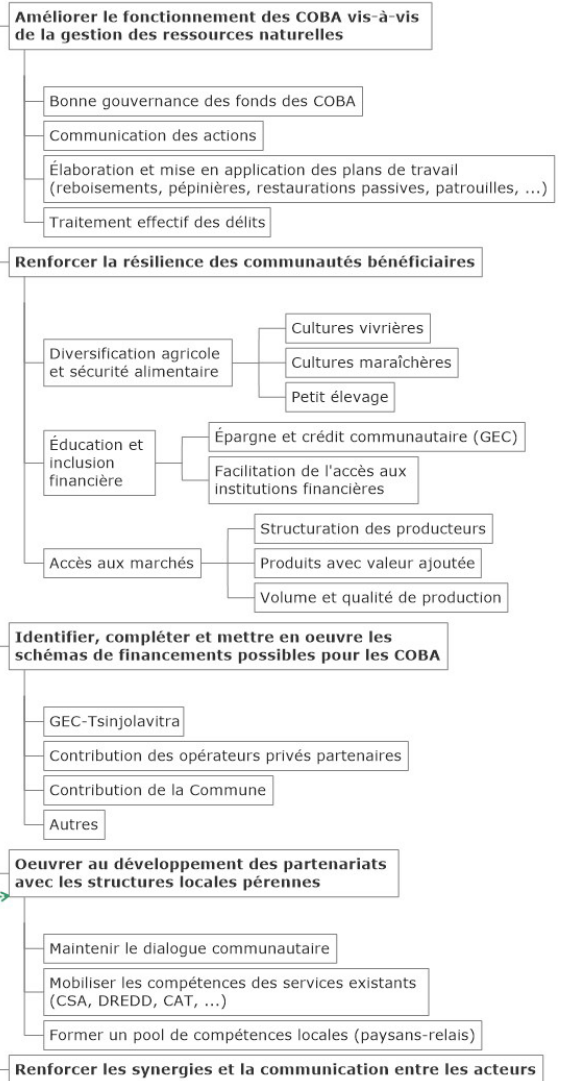 Améliorer le fonctionnement des COBA vis-à-vis
de la gestion des ressources naturelles
Bonne gouvernance des fonds des COBA
Communication des actions
Élaboration et mise en application des plans de travail
(reboisements, pépinières, restaurations passives, patrouilles, ...)
Traitement effectif des délits
Renforcer la résilience des communautés bénéficiaires
Diversification agricole
et sécurité alimentaire
Cultures vivrières
Cultures maraîchères
Petit élevage
Éducation et
inclusion
financière
Épargne et crédit communautaire (GEC)
Facilitation de l'accès aux
institutions financières
Accès aux marchés
Structuration des producteurs
Produits avec valeur ajoutée
Volume et qualité de production
Identifier, compléter et mettre en oeuvre les
schémas de financements possibles pour les COBA
GEC-Tsinjolavitra
Contribution des opérateurs privés partenaires
Contribution de la Commune
Autres
Oeuvrer au développement des partenariats
avec les structures locales pérennes
Maintenir le dialogue communautaire
Mobiliser les compétences des services existants
(CSA, DREDD, CAT, ...)
Former un pool de compétences locales (paysans-relais)
Renforcer les synergies et la communication entre les acteurs